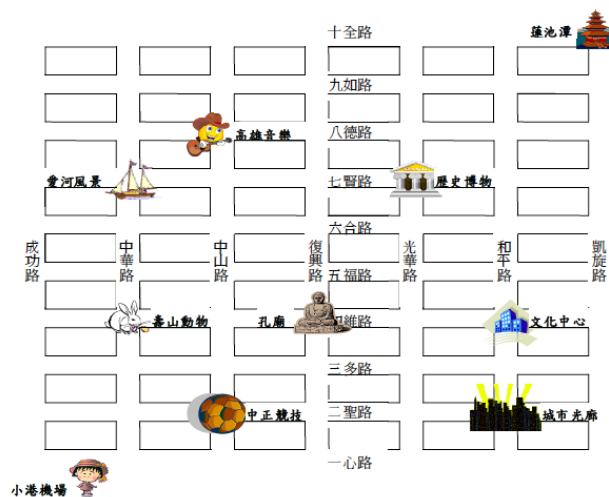 十全路
蓮池潭
九如路
高雄音樂
八德路
愛河風景
七賢路
歷史博物
六合路
成功路
中華路
中山路
復興路
光華路
和平路
凱旋路
五福路
壽山動物
孔廟
四維路
文化中心
三多路
中正競技
二聖路
城市光廊
一心路
小港機場